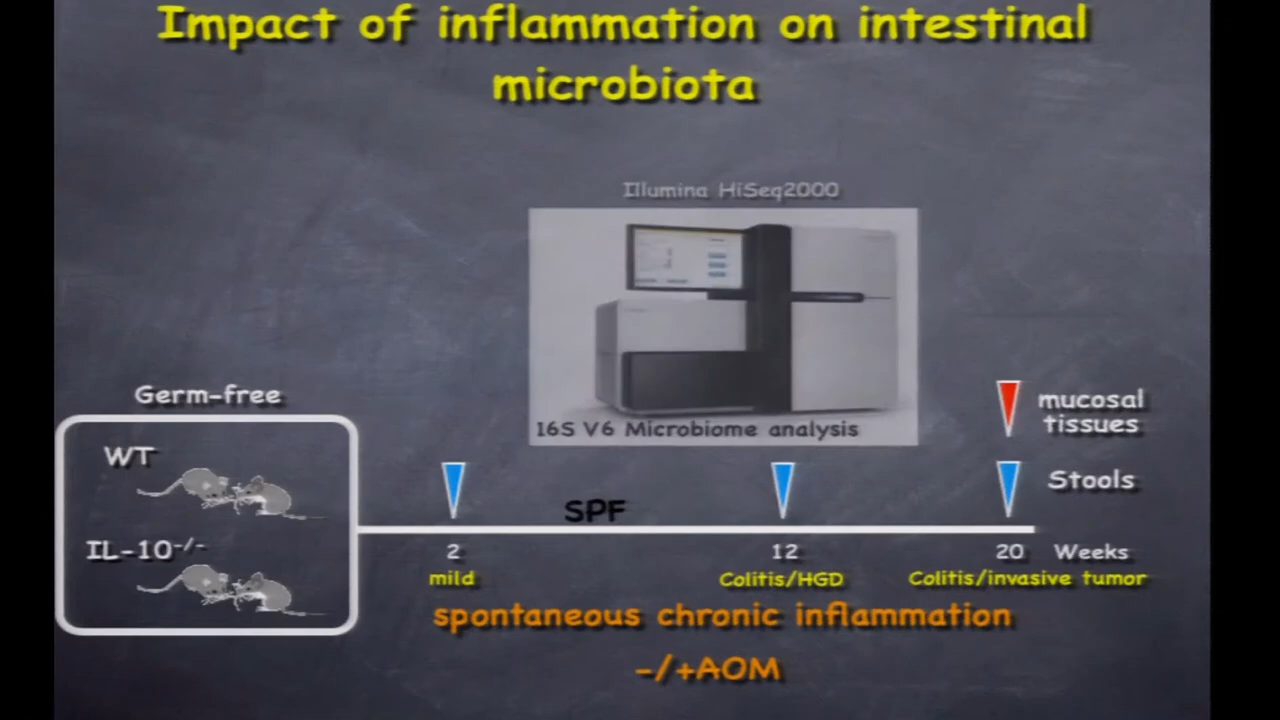 Impact of inflammation on intestinal
microbiota
Illumina HiSeq2000
16S V6 Microbiome analysis
Germ-free
WT
IL-10-/-
mucosal
tissues
Stools
SPF
2
12
20 Weeks
mild
Colitis/HGD
Colitis/invasive tumor
spontaneous chronic inflammation
-/+AOM